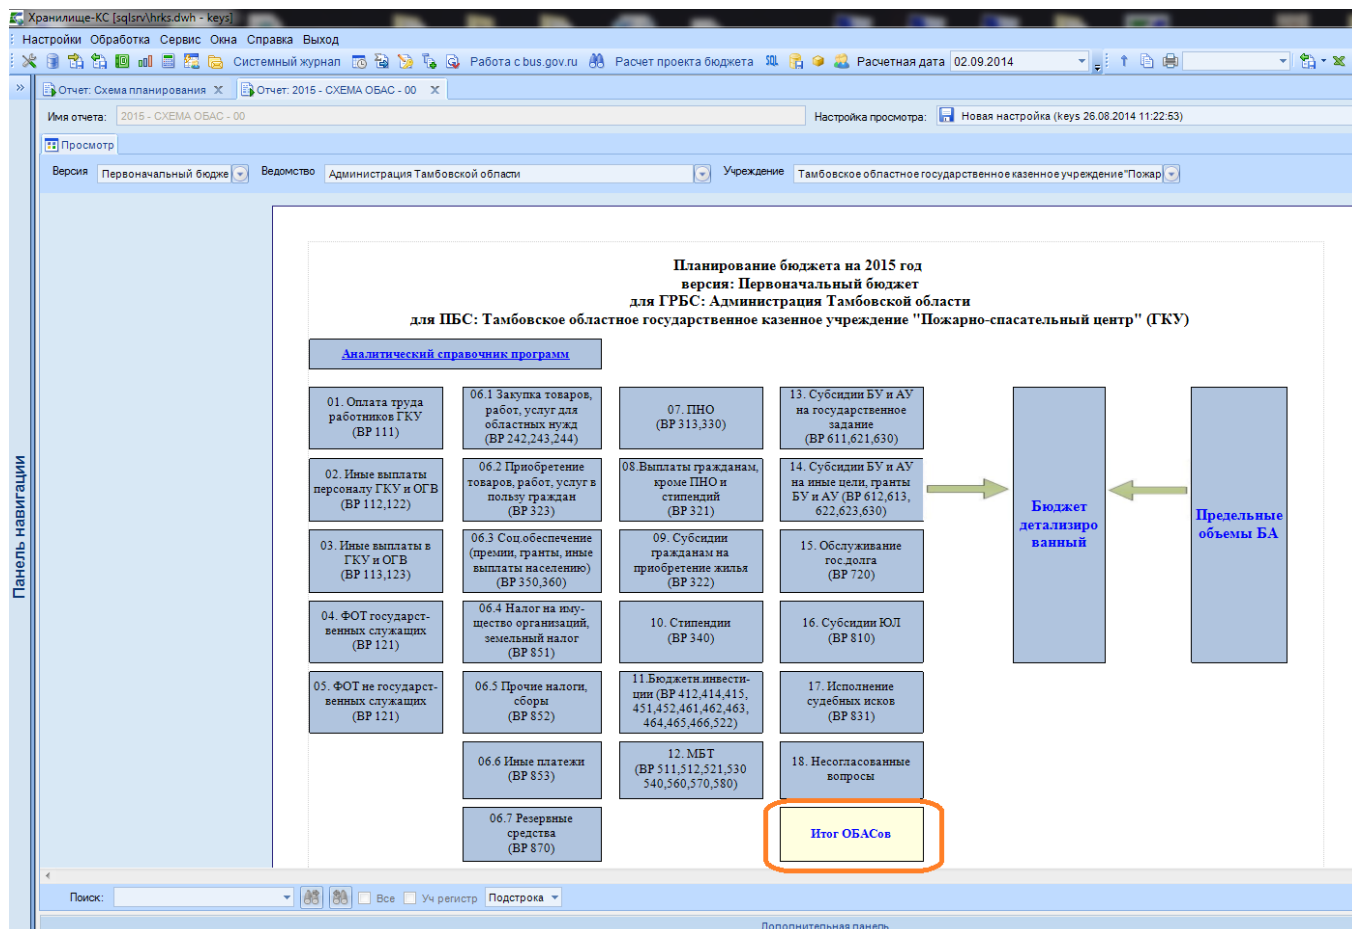 Хранилище-КС [sqlsrv\hrks.dwh - keys]
Настройки Обработка Сервис Окна Справка Выход
Системный журнал Работа с bus.gov.ru Расчет проекта бюджета SQL Расчетная дата 02.09.2014
Отчет: Схема планирования X Отчет: 2015 - СХЕМА ОБАС - 00 X
Имя отчета: 2015 - СХЕМА ОБАС - 00 Настройка просмотра: Новая настройка (keys 26.08.2014 11:22:53)
Просмотр
Версия Первоначальный бюдже Ведомство Администрация Тамбовской области Учреждение Тамбовское областное государственное казенное учреждение"Пожар
Панель навигации
Планирование бюджета на 2015 год
версия: Первоначальный бюджет
для ГРБС: Администрация Тамбовской области
для ПБС: Тамбовское областное государственное казенное учреждение "Пожарно-спасательный центр" (ГКУ)
Аналитический справочник программ
01. Оплата труда
работников ГКУ
(ВР 111)
02. Иные выплаты
персоналу ГКУ и ОГВ
(ВР 112,122)
03. Иные выплаты в
ГКУ и ОГВ
(ВР 113,123)
04. ФОТ государст-
венных служащих
(ВР 121)
05. ФОТ не государст-
венных служащих
(ВР 121)
06.1 Закупка товаров,
работ, услуг для
областных нужд
(ВР 242,243,244)
06.2 Приобретение
товаров, работ, услуг в
пользу граждан
(ВР 323)
06.3 Соц.обеспечение
(премии, гранты, иные
выплаты населению)
(ВР 350,360)
06.4 Налог на иму-
щество организаций,
земельный налог
(ВР 851)
06.5 Прочие налоги,
сборы
(ВР 852)
06.6 Иные платежи
(ВР 853)
06.7 Резервные
средства
(ВР 870)
07. ПНО
(ВР 313,330)
08.Выплаты гражданам,
кроме ПНО и
стипендий
(ВР 321)
09. Субсидии
гражданам на
приобретение жилья
(ВР 322)
10. Стипендии
(ВР 340)
11.Бюджетн.инвести-
ции (ВР 412,414,415,
451,452,461,462,463,
464,465,466,522)
12. МБТ
(ВР 511,512,521,530
540,560,570,580)
13. Субсидии БУ и АУ
на государственное
задание
(ВР 611,621,630)
14. Субсидии БУ и АУ
на иные цели, гранты
БУ и АУ (ВР 612,613,
622,623,630)
15. Обслуживание
гос.долга
(ВР 720)
16. Субсидии ЮЛ
(ВР 810)
17. Исполнение
судебных исков
(ВР 831)
18. Несогласованные
вопросы
Итог ОБАСов
Бюджет
детализиро
ванный
Предельные
объемы БА
Поиск: Все Уч регистр Подстрока
Дополнительная панель